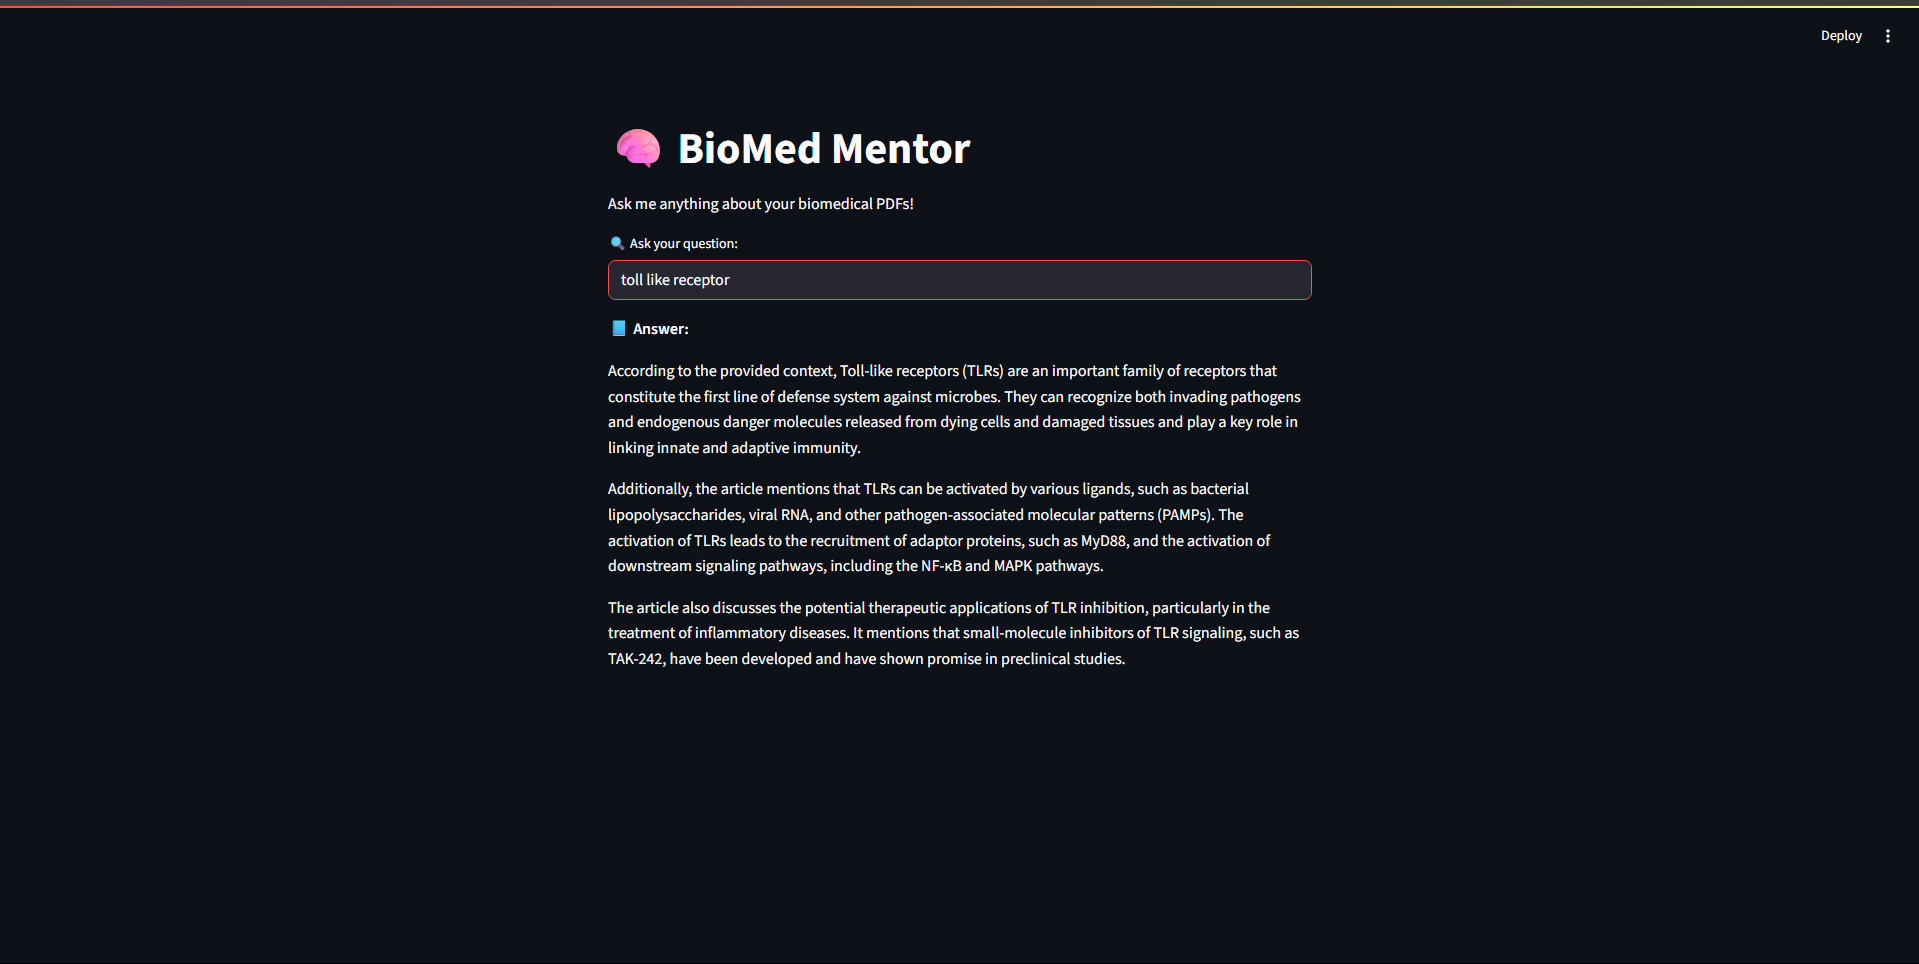 Deploy
BioMed Mentor
Ask me anything about your biomedical PDFs!
Ask your question:
toll like receptor
Answer:
According to the provided context, Toll-like receptors (TLRs) are an important family of receptors that
constitute the first line of defense system against microbes. They can recognize both invading pathogens
and endogenous danger molecules released from dying cells and damaged tissues and play a key role in
linking innate and adaptive immunity.
Additionally, the article mentions that TLRs can be activated by various ligands, such as bacterial
lipopolysaccharides, viral RNA, and other pathogen-associated molecular patterns (PAMPs). The
activation of TLRs leads to the recruitment of adaptor proteins, such as MyD88, and the activation of
downstream signaling pathways, including the NF-κB and MAPK pathways.
The article also discusses the potential therapeutic applications of TLR inhibition, particularly in the
treatment of inflammatory diseases. It mentions that small-molecule inhibitors of TLR signaling, such as
TAK-242, have been developed and have shown promise in preclinical studies.